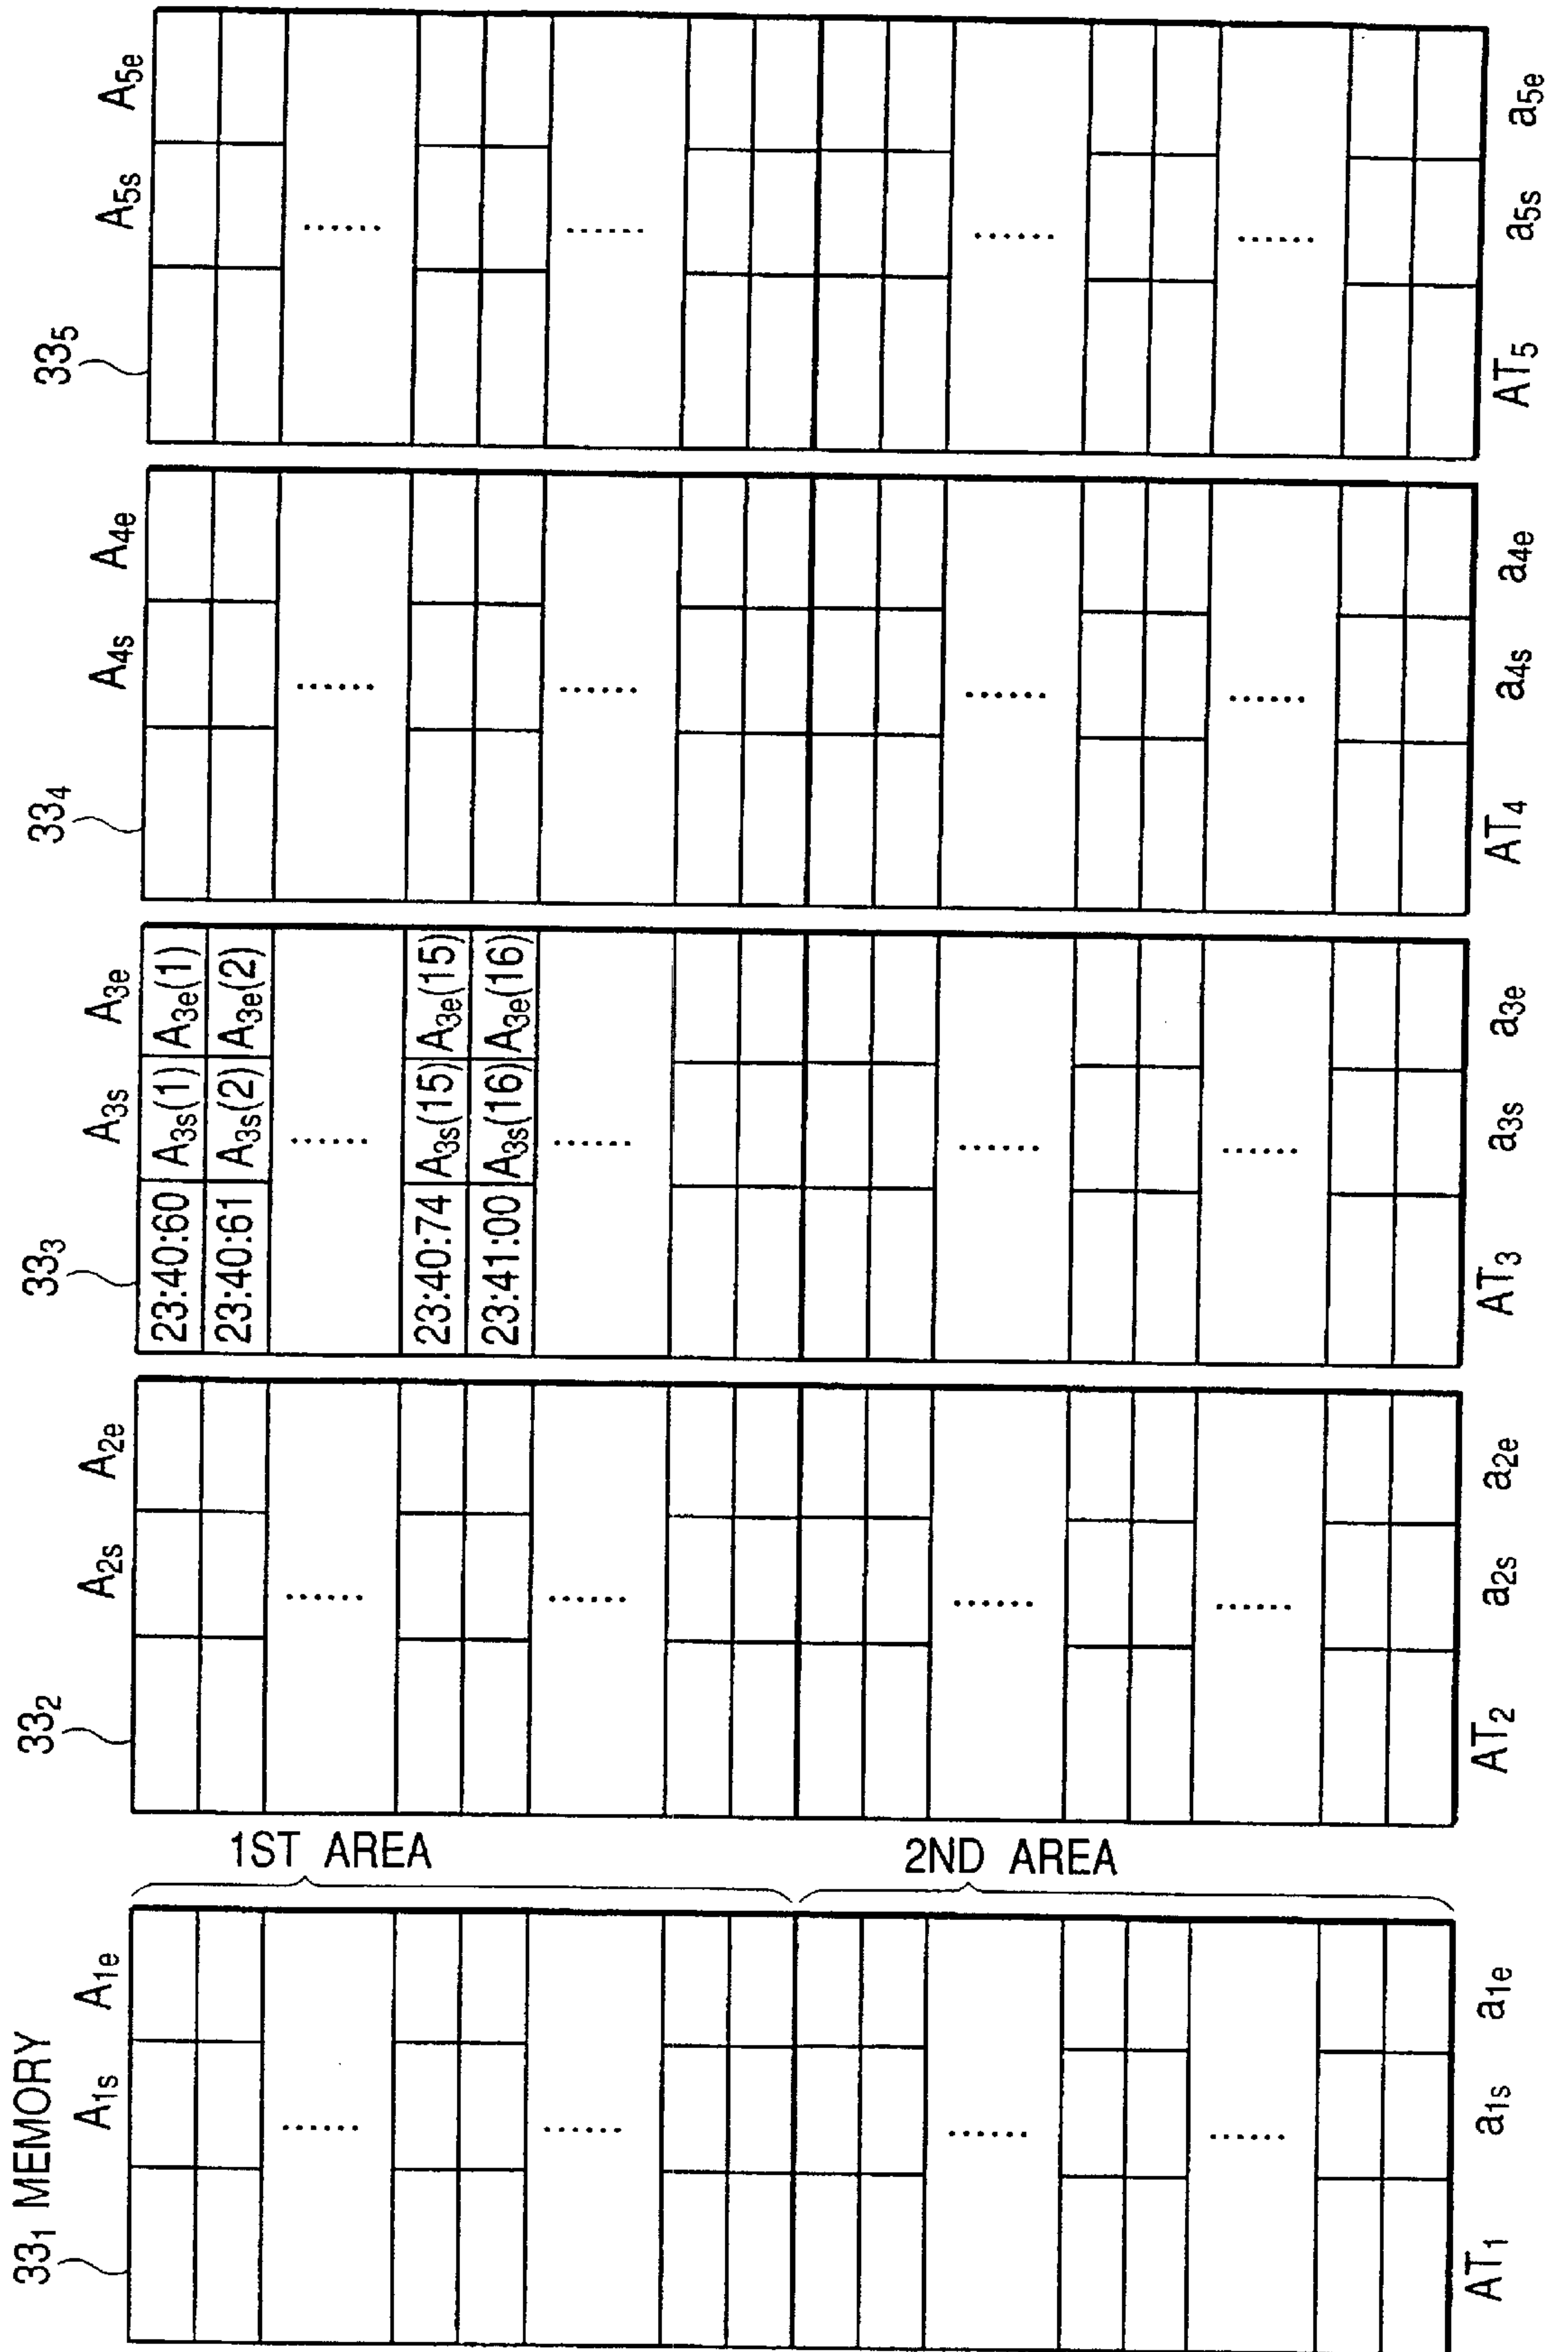 33₁ MEMORY
33₂
33₃
33₄
33₅
A₁s A₁e
A₂s A₂e
A₃s A₃e
A₄s A₄e
A₅s A₅e
1ST AREA
2ND AREA
23:40:60 A₃s(1) A₃e(1)
23:40:61 A₃s(2) A₃e(2)
......
23:40:74 A₃s(15) A₃e(15)
23:41:00 A₃s(16) A₃e(16)
......
AT₁ a₁s a₁e
AT₂ a₂s a₂e
AT₃ a₃s a₃e
AT₄ a₄s a₄e
AT₅ a₅s a₅e